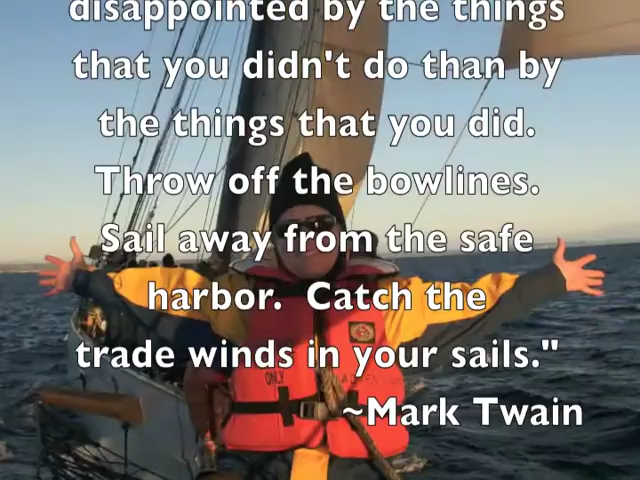 disappointed by the things
that you didn't do than by
the things that you did.
Throw off the bowlines.
Sail away from the safe
harbor.  Catch the
trade winds in your sails."
~Mark Twain
ONLY